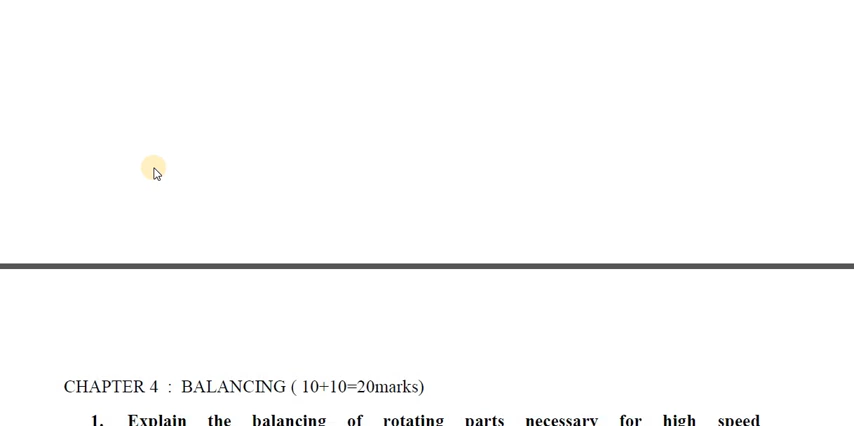 CHAPTER 4 : BALANCING ( 10+10=20marks)
1. Explain the balancing of rotating parts necessary for high speed